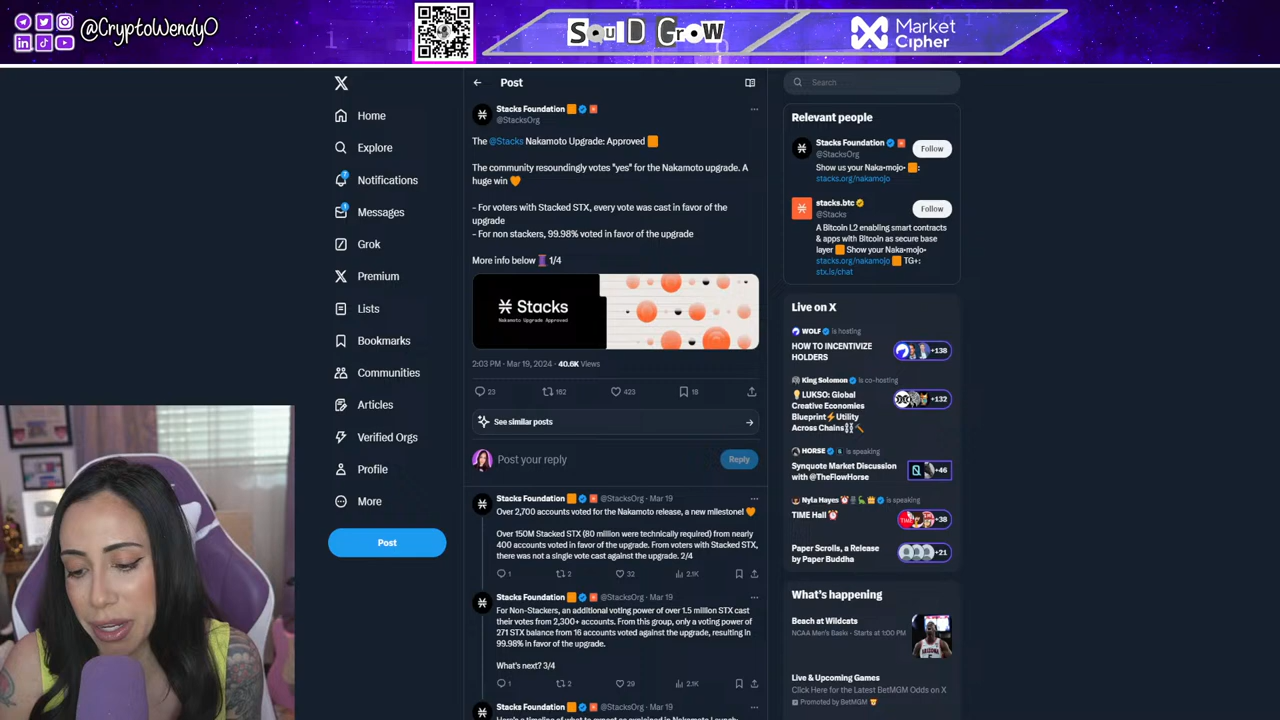 @CryptoWendyO
SquiD GroW
Market
Cipher
X
Home
Explore
Notifications
Messages
Grok
Premium
Lists
Bookmarks
Communities
Articles
Verified Orgs
Profile
More
Post
Post
Stacks Foundation
@StacksOrg
The @Stacks Nakamoto Upgrade: Approved
The community resoundingly votes "yes" for the Nakamoto upgrade. A
huge win
- For voters with Stacked STX, every vote was cast in favor of the
upgrade
- For non stackers, 99.98% voted in favor of the upgrade
More info below 1/4
Stacks
Nakamoto Upgrade Approved
2:03 PM · Mar 19, 2024 · 40.6K Views
23 162 423 18
See similar posts
Post your reply
Reply
Stacks Foundation @StacksOrg · Mar 19
Over 2,700 accounts voted for the Nakamoto release, a new milestone!
Over 150M Stacked STX (80 million were technically required) from nearly
400 accounts voted in favor of the upgrade. From voters with Stacked STX,
there was not a single vote cast against the upgrade. 2/4
1 2 32 2.1K
Stacks Foundation @StacksOrg · Mar 19
For Non-Stackers, an additional voting power of over 1.5 million STX cast
their votes from 2,300+ accounts. From this group, only a voting power of
271 STX balance from 16 accounts voted against the upgrade, resulting in
99.98% in favor of the upgrade.
What's next? 3/4
1 2 29 2.1K
Stacks Foundation @StacksOrg · Mar 19
Here's a timeline of what to expect as explained in Nakamoto Launch:
Search
Relevant people
Stacks Foundation
@StacksOrg
Follow
Show us your Naka-mojo- :
stacks.org/nakamojo
stacks.btc
@Stacks
Follow
A Bitcoin L2 enabling smart contracts
& apps with Bitcoin as secure base
layer Show your Naka-mojo-
stacks.org/nakamojo TG+:
stx.is/chat
Live on X
WOLF is hosting
HOW TO INCENTIVIZE
HOLDERS
+138
King Solomon is co-hosting
LUKSO: Global
Creative Economies
Blueprint Utility
Across Chains
+132
HORSE is speaking
Synquote Market Discussion
with @TheFlowHorse
+46
Nyla Hayes is speaking
TIME Hall
+38
Paper Scrolls, a Release
by Paper Buddha
+21
What's happening
Beach at Wildcats
NCAA Men's Bask · Starts at 1:00 PM
Live & Upcoming Games
Click Here for the Latest BetMGM Odds on X
Promoted by BetMGM